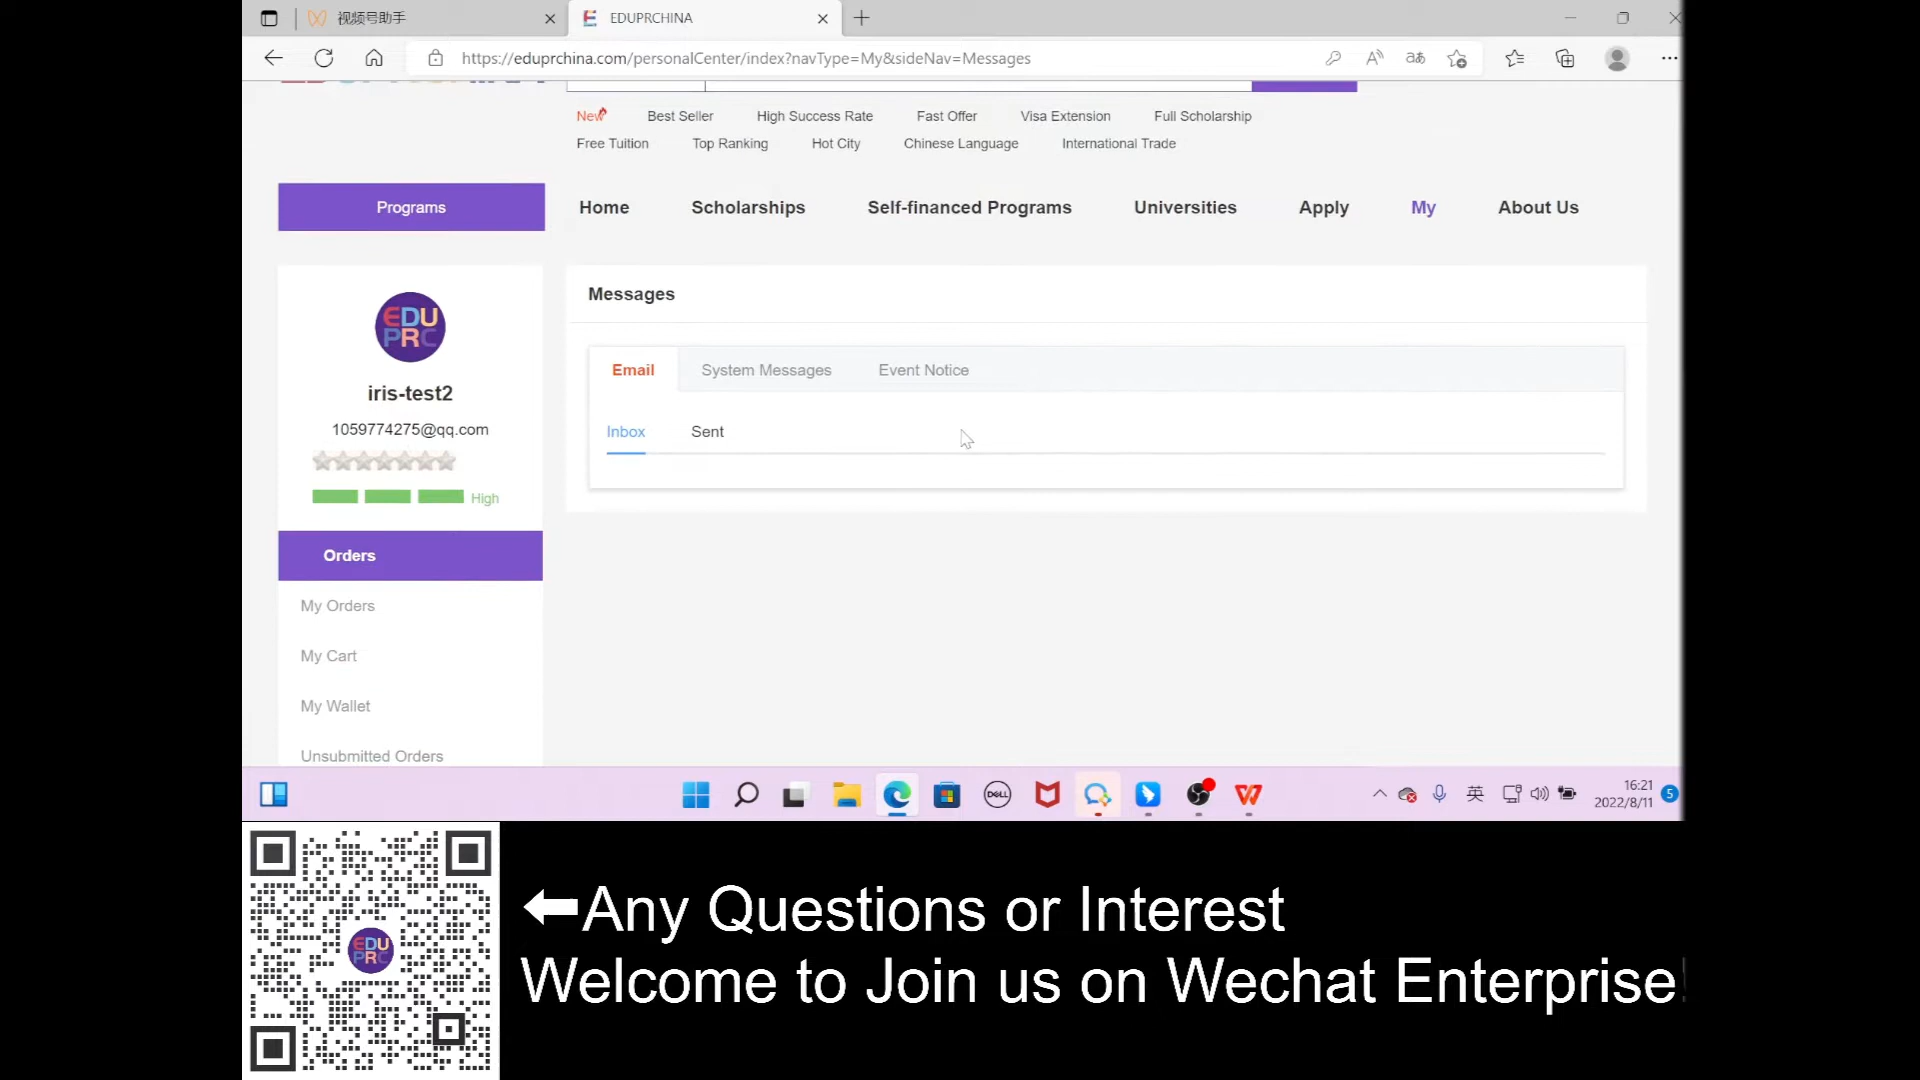 视频号助手
EDUPRCHINA
https://eduprchina.com/personalCenter/index?navType=My&sideNav=Messages
New
Best Seller
High Success Rate
Fast Offer
Visa Extension
Full Scholarship
Free Tuition
Top Ranking
Hot City
Chinese Language
International Trade
Programs
Home
Scholarships
Self-financed Programs
Universities
Apply
My
About Us
EDU
PRC
iris-test2
1059774275@qq.com
High
Orders
My Orders
My Cart
My Wallet
Unsubmitted Orders
Messages
Email
System Messages
Event Notice
Inbox
Sent
DELL
英
16:21
2022/8/11
5
EDU
PRC
⬅Any Questions or Interest
Welcome to Join us on Wechat Enterprise!